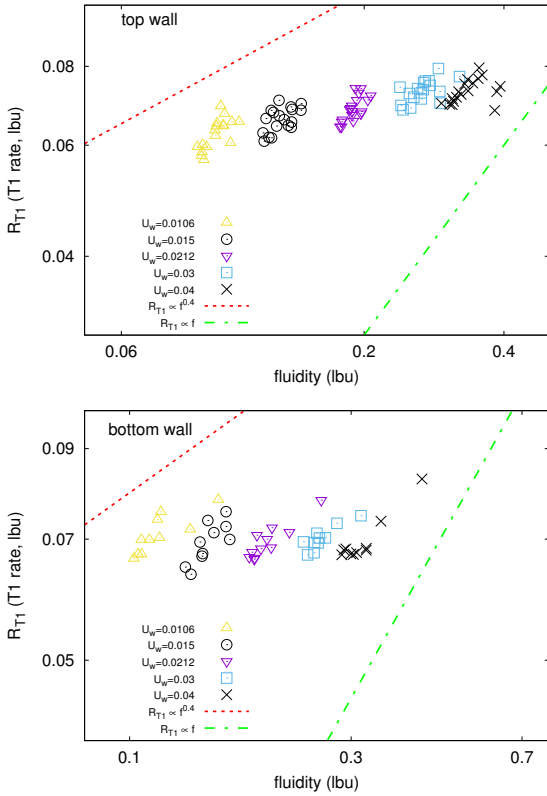 top wall
0.08
0.06
0.04
R_T1 (T1 rate, lbu)
U_w=0.0106
U_w=0.015
U_w=0.0212
U_w=0.03
U_w=0.04
R_T1 ∝ f^0.4
R_T1 ∝ f
0.06 0.2 0.4
fluidity (lbu)
bottom wall
0.09
0.07
0.05
R_T1 (T1 rate, lbu)
U_w=0.0106
U_w=0.015
U_w=0.0212
U_w=0.03
U_w=0.04
R_T1 ∝ f^0.4
R_T1 ∝ f
0.1 0.3 0.7
fluidity (lbu)